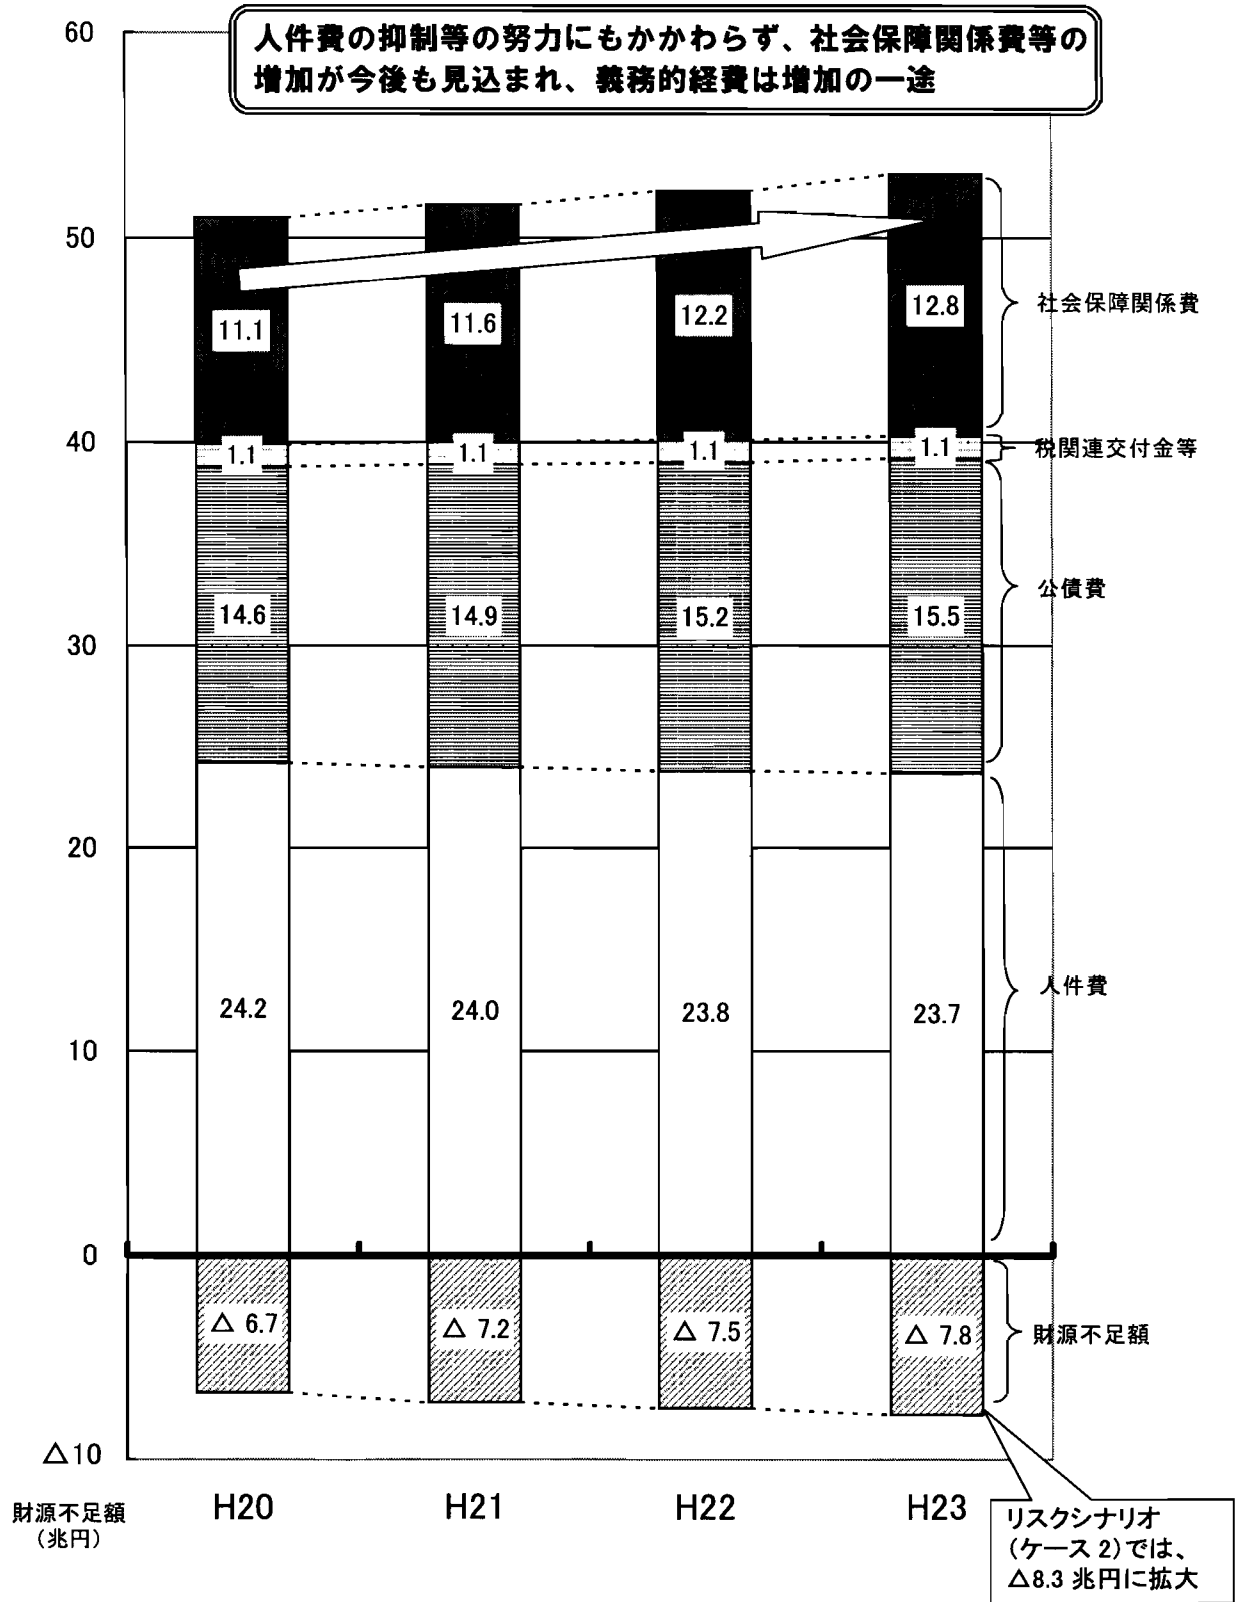 人件費の抑制等の努力にもかかわらず、社会保障関係費等の
増加が今後も見込まれ、義務的経費は増加の一途
60
50
40
30
20
10
0
△10
11.1
11.6
12.2
12.8
社会保障関係費
1.1
1.1
1.1
1.1
税関連交付金等
14.6
14.9
15.2
15.5
公債費
24.2
24.0
23.8
23.7
人件費
△ 6.7
△ 7.2
△ 7.5
△ 7.8
財源不足額
財源不足額
(兆円)
H20
H21
H22
H23
リスクシナリオ
(ケース 2)では、
△8.3 兆円に拡大